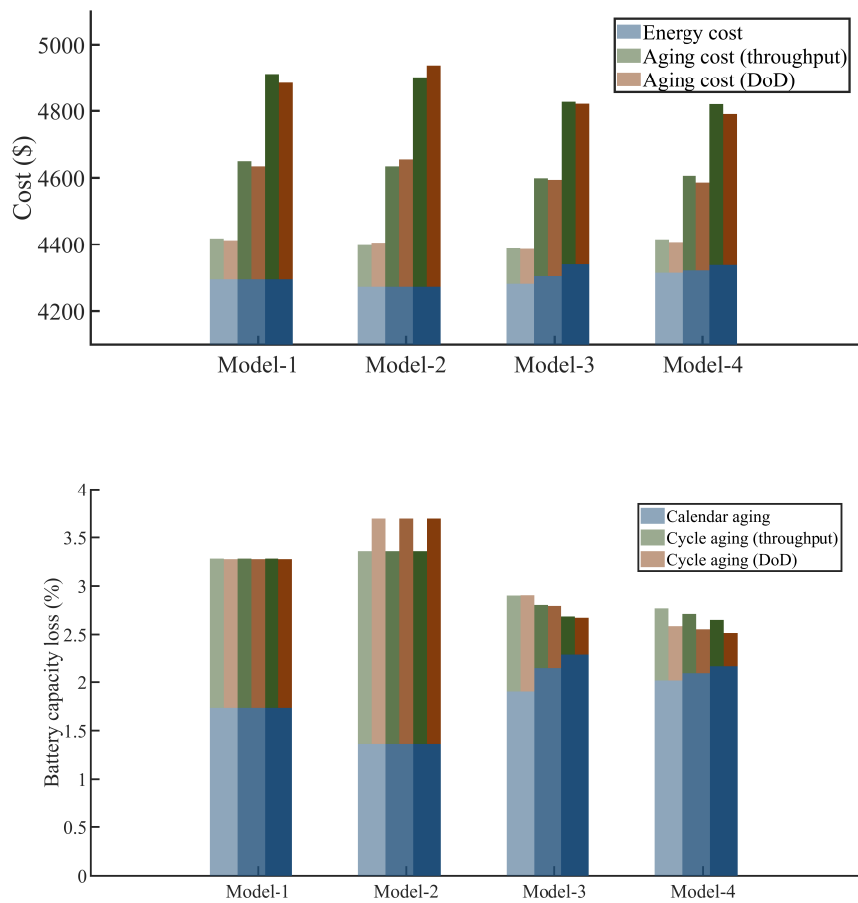 5000
4800
4600
4400
4200
Cost ($)
Energy cost
Aging cost (throughput)
Aging cost (DoD)
Model-1 Model-2 Model-3 Model-4
4
3.5
3
2.5
2
1.5
1
0.5
0
Battery capacity loss (%)
Calendar aging
Cycle aging (throughput)
Cycle aging (DoD)
Model-1 Model-2 Model-3 Model-4